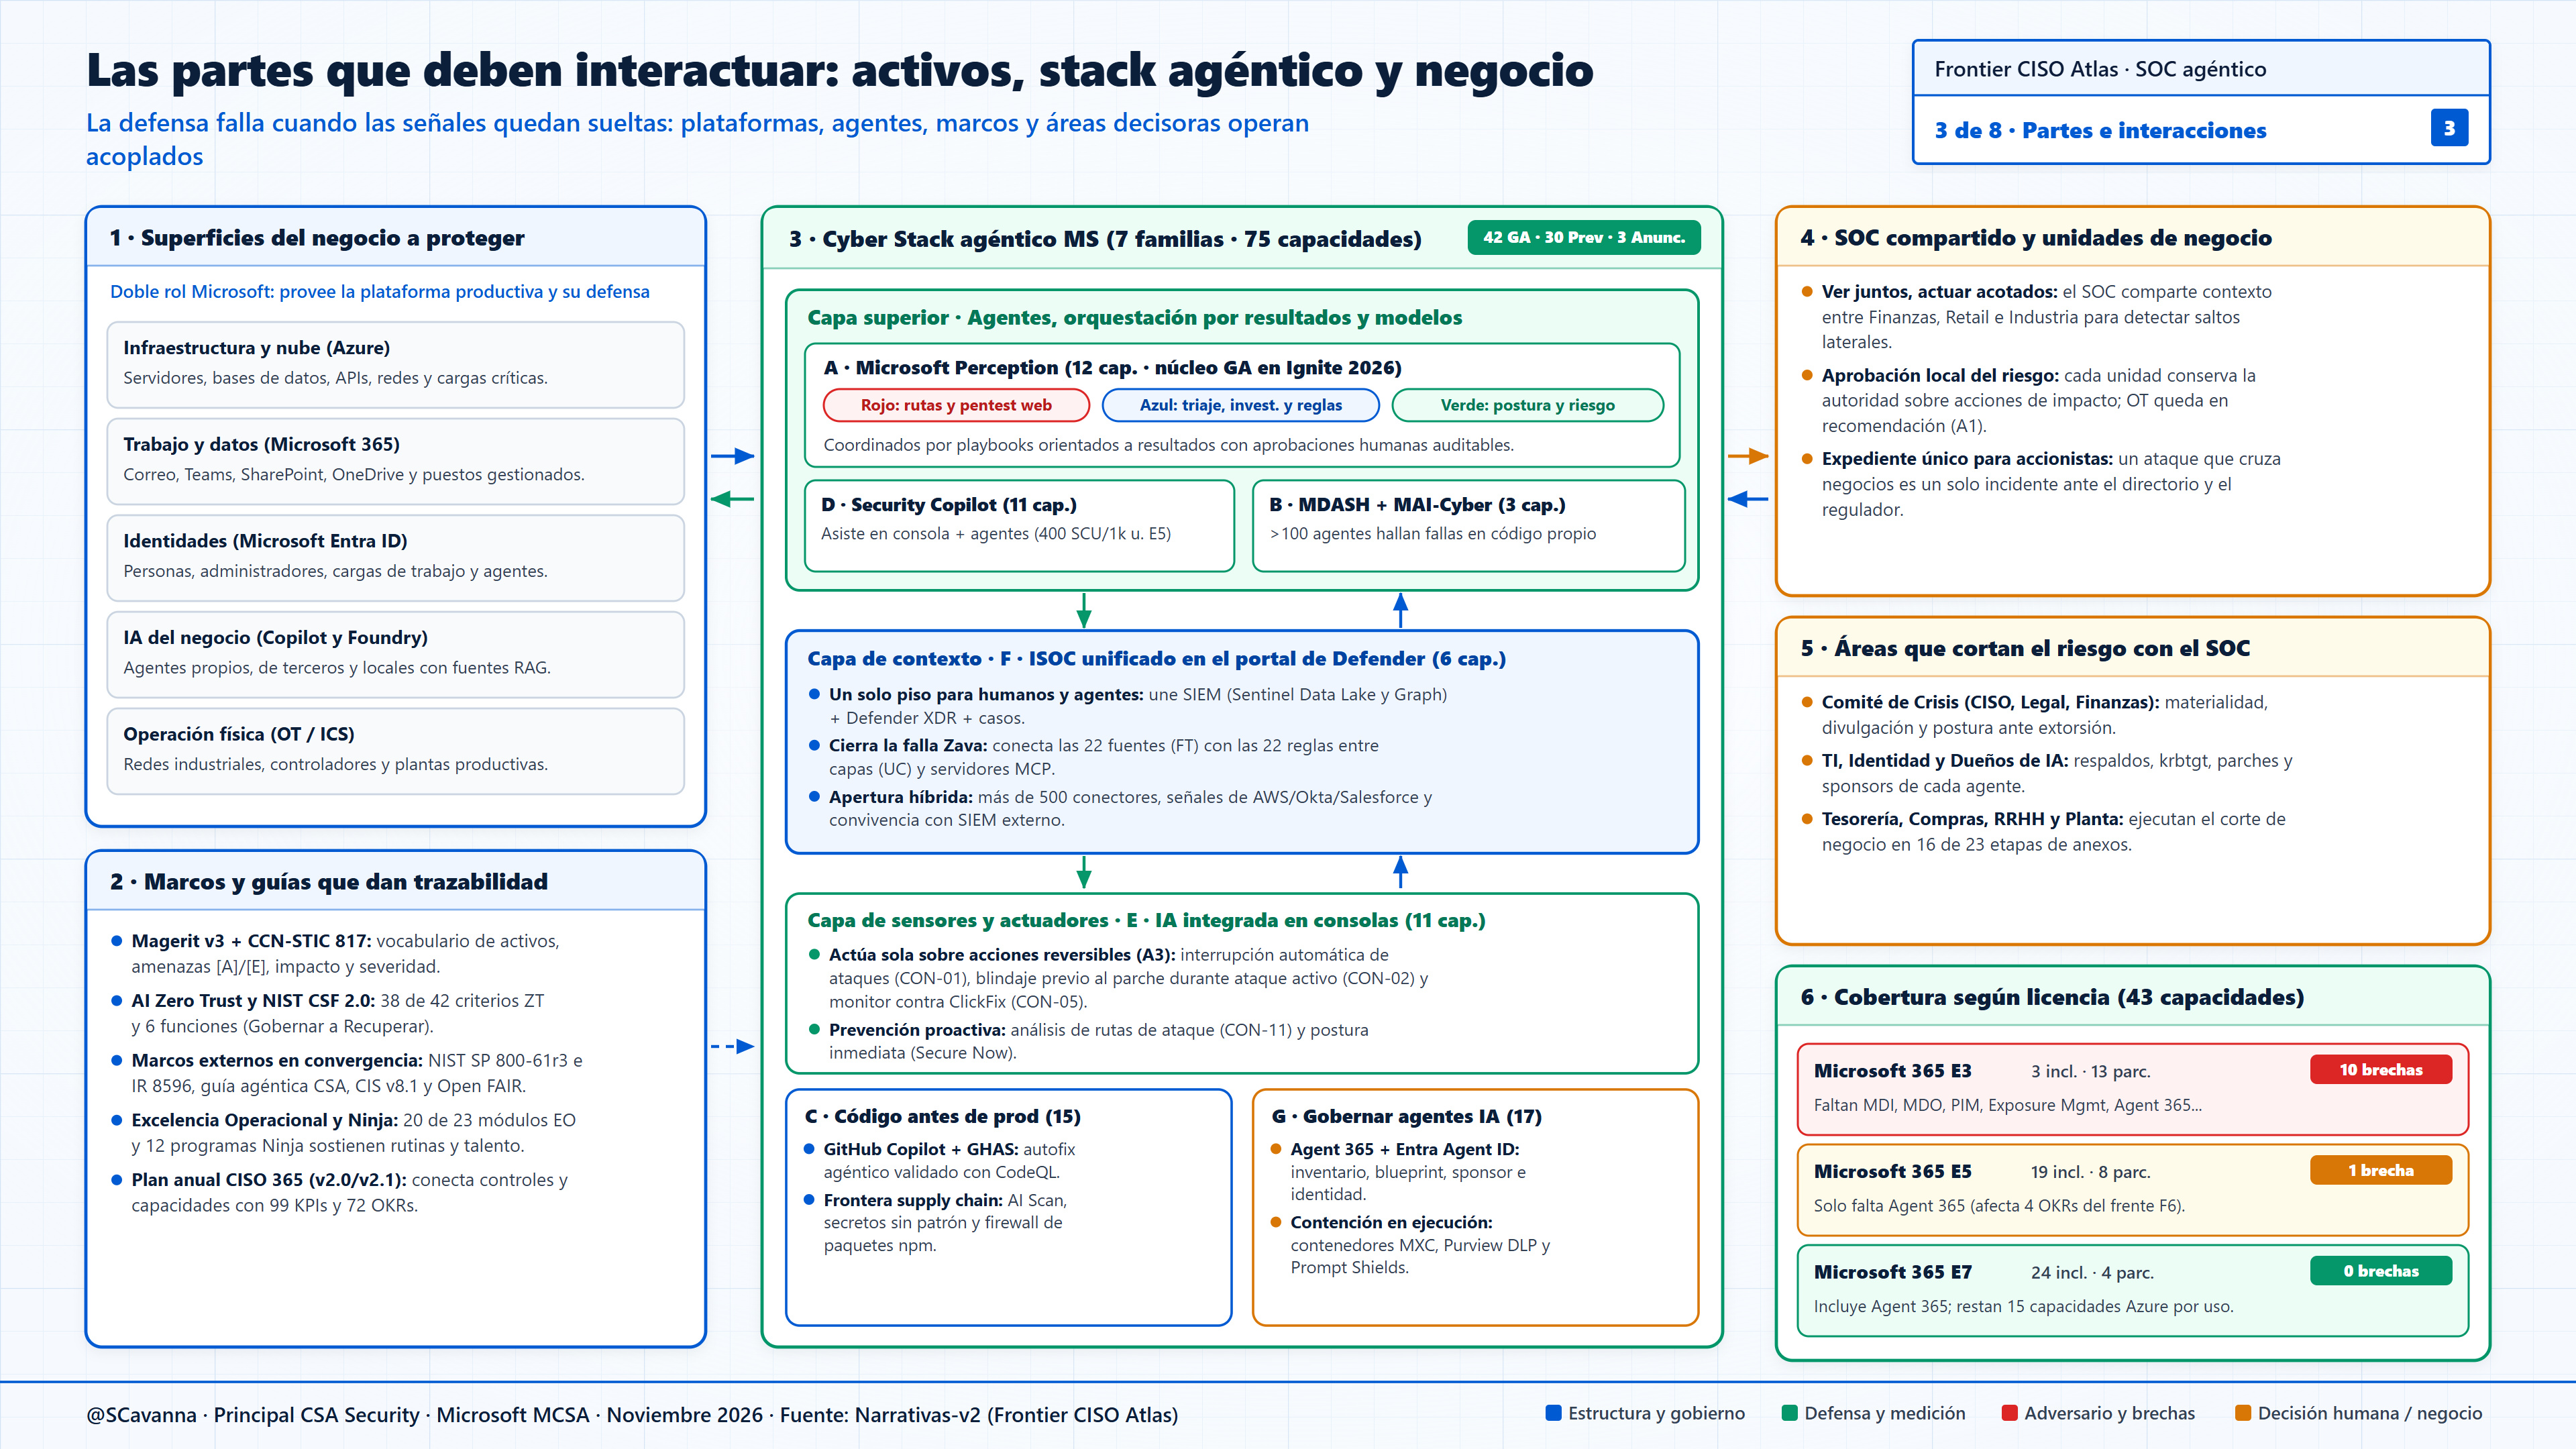 Las partes que deben interactuar: activos, stack agéntico y negocio
La defensa falla cuando las señales quedan sueltas: plataformas, agentes, marcos y áreas decisoras operan
acoplados
Frontier CISO Atlas · SOC agéntico
3 de 8 · Partes e interacciones
3
1 · Superficies del negocio a proteger
Doble rol Microsoft: provee la plataforma productiva y su defensa
Infraestructura y nube (Azure)
Servidores, bases de datos, APIs, redes y cargas críticas.
Trabajo y datos (Microsoft 365)
Correo, Teams, SharePoint, OneDrive y puestos gestionados.
Identidades (Microsoft Entra ID)
Personas, administradores, cargas de trabajo y agentes.
IA del negocio (Copilot y Foundry)
Agentes propios, de terceros y locales con fuentes RAG.
Operación física (OT / ICS)
Redes industriales, controladores y plantas productivas.
2 · Marcos y guías que dan trazabilidad
Magerit v3 + CCN-STIC 817: vocabulario de activos,
amenazas [A]/[E], impacto y severidad.
AI Zero Trust y NIST CSF 2.0: 38 de 42 criterios ZT
y 6 funciones (Gobernar a Recuperar).
Marcos externos en convergencia: NIST SP 800-61r3 e
IR 8596, guía agéntica CSA, CIS v8.1 y Open FAIR.
Excelencia Operacional y Ninja: 20 de 23 módulos EO
y 12 programas Ninja sostienen rutinas y talento.
Plan anual CISO 365 (v2.0/v2.1): conecta controles y
capacidades con 99 KPIs y 72 OKRs.
3 · Cyber Stack agéntico MS (7 familias · 75 capacidades)
42 GA · 30 Prev · 3 Anunc.
Capa superior · Agentes, orquestación por resultados y modelos
A · Microsoft Perception (12 cap. · núcleo GA en Ignite 2026)
Rojo: rutas y pentest web
Azul: triaje, invest. y reglas
Verde: postura y riesgo
Coordinados por playbooks orientados a resultados con aprobaciones humanas auditables.
D · Security Copilot (11 cap.)
Asiste en consola + agentes (400 SCU/1k u. E5)
B · MDASH + MAI-Cyber (3 cap.)
>100 agentes hallan fallas en código propio
Capa de contexto · F · ISOC unificado en el portal de Defender (6 cap.)
Un solo piso para humanos y agentes: une SIEM (Sentinel Data Lake y Graph)
+ Defender XDR + casos.
Cierra la falla Zava: conecta las 22 fuentes (FT) con las 22 reglas entre
capas (UC) y servidores MCP.
Apertura híbrida: más de 500 conectores, señales de AWS/Okta/Salesforce y
convivencia con SIEM externo.
Capa de sensores y actuadores · E · IA integrada en consolas (11 cap.)
Actúa sola sobre acciones reversibles (A3): interrupción automática de
ataques (CON-01), blindaje previo al parche durante ataque activo (CON-02) y
monitor contra ClickFix (CON-05).
Prevención proactiva: análisis de rutas de ataque (CON-11) y postura
inmediata (Secure Now).
C · Código antes de prod (15)
GitHub Copilot + GHAS: autofix
agéntico validado con CodeQL.
Frontera supply chain: AI Scan,
secretos sin patrón y firewall de
paquetes npm.
G · Gobernar agentes IA (17)
Agent 365 + Entra Agent ID:
inventario, blueprint, sponsor e
identidad.
Contención en ejecución:
contenedores MXC, Purview DLP y
Prompt Shields.
4 · SOC compartido y unidades de negocio
Ver juntos, actuar acotados: el SOC comparte contexto
entre Finanzas, Retail e Industria para detectar saltos
laterales.
Aprobación local del riesgo: cada unidad conserva la
autoridad sobre acciones de impacto; OT queda en
recomendación (A1).
Expediente único para accionistas: un ataque que cruza
negocios es un solo incidente ante el directorio y el
regulador.
5 · Áreas que cortan el riesgo con el SOC
Comité de Crisis (CISO, Legal, Finanzas): materialidad,
divulgación y postura ante extorsión.
TI, Identidad y Dueños de IA: respaldos, krbtgt, parches y
sponsors de cada agente.
Tesorería, Compras, RRHH y Planta: ejecutan el corte de
negocio en 16 de 23 etapas de anexos.
6 · Cobertura según licencia (43 capacidades)
Microsoft 365 E3
3 incl. · 13 parc.
10 brechas
Faltan MDI, MDO, PIM, Exposure Mgmt, Agent 365...
Microsoft 365 E5
19 incl. · 8 parc.
1 brecha
Solo falta Agent 365 (afecta 4 OKRs del frente F6).
Microsoft 365 E7
24 incl. · 4 parc.
0 brechas
Incluye Agent 365; restan 15 capacidades Azure por uso.
@SCavanna · Principal CSA Security · Microsoft MCSA · Noviembre 2026 · Fuente: Narrativas-v2 (Frontier CISO Atlas)
Estructura y gobierno
Defensa y medición
Adversario y brechas
Decisión humana / negocio